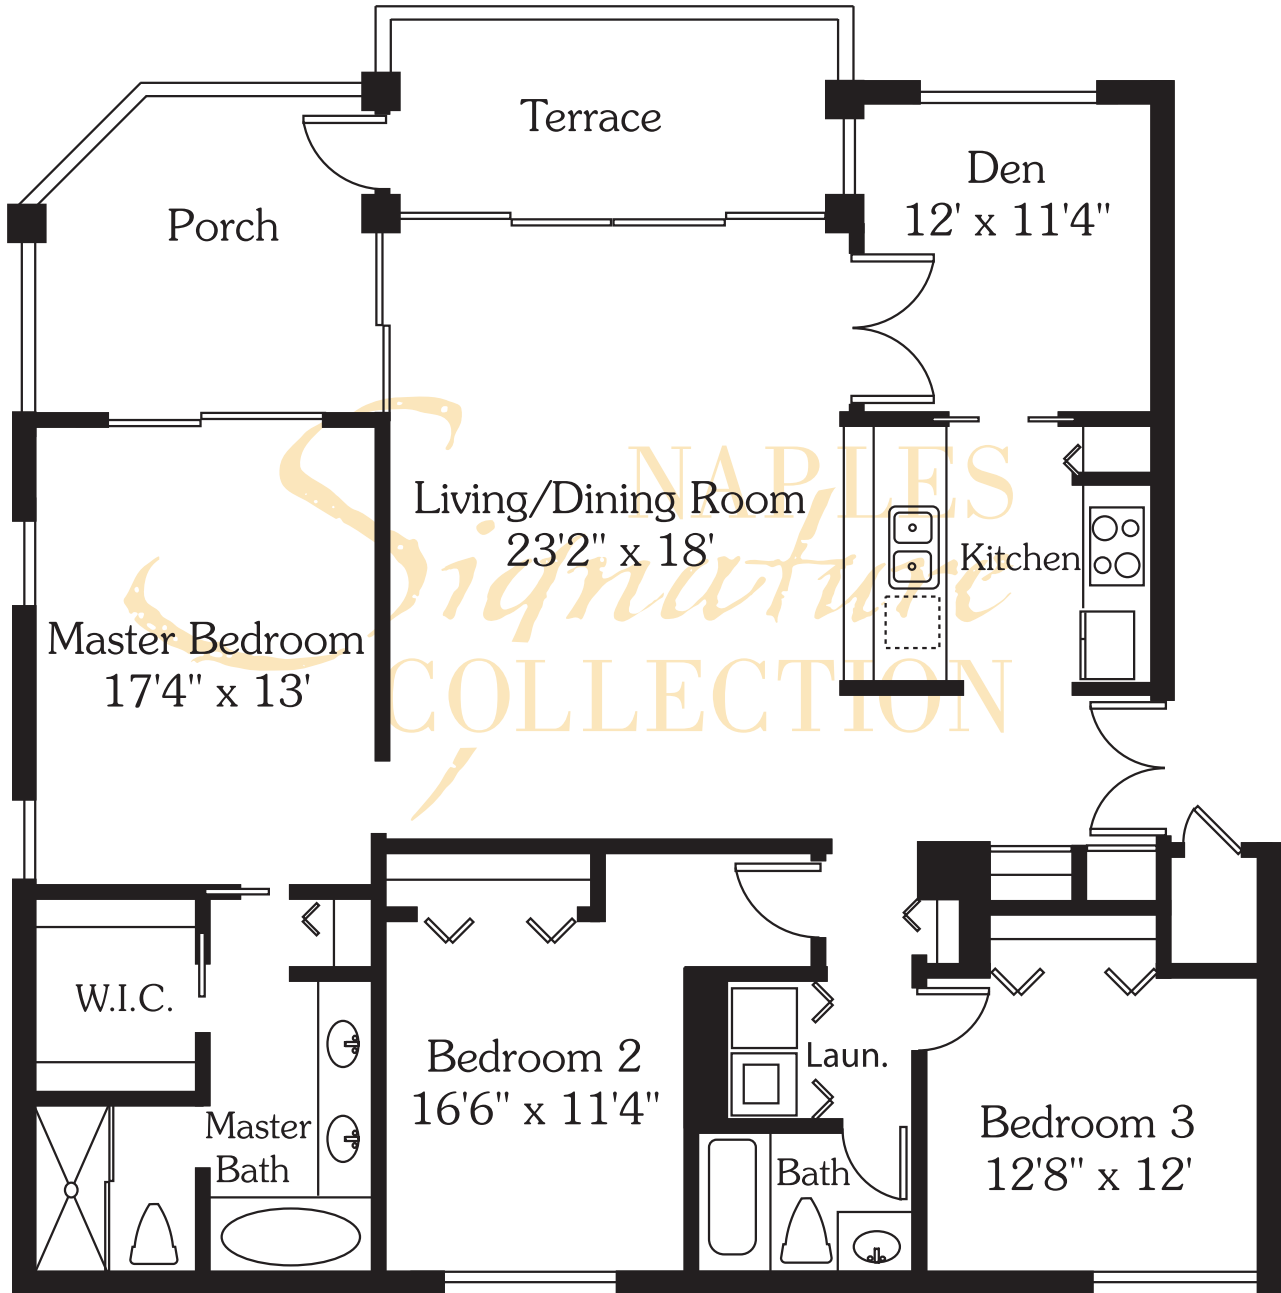 Terrace
Den
12' x 11'4"
Porch
NAPLES
Signature
COLLECTION
Living/Dining Room
23'2" x 18'
Kitchen
Master Bedroom
17'4" x 13'
W.I.C.
Master
Bath
Bedroom 2
16'6" x 11'4"
Laun.
Bath
Bedroom 3
12'8" x 12'